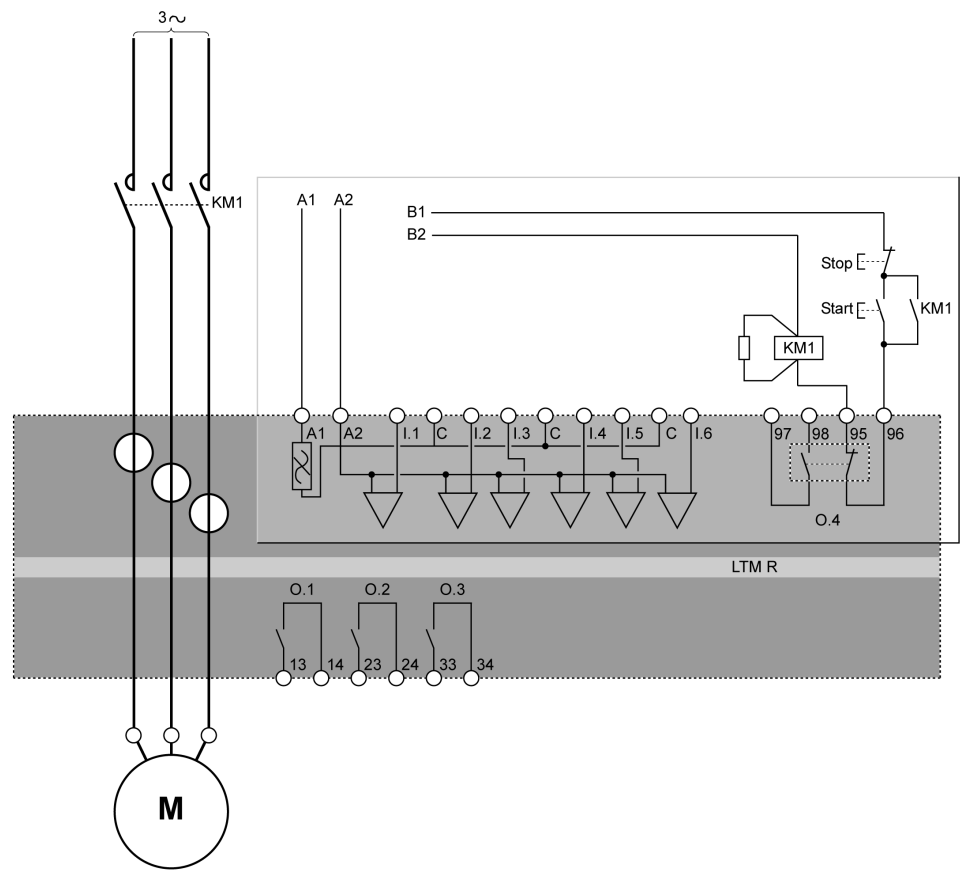 3~
KM1
A1 A2
B1
B2
Stop
Start
KM1
KM1
A1 A2 I.1 C I.2 I.3 C I.4 I.5 C I.6 97 98 95 96
O.4
LTM R
O.1 O.2 O.3
13 14 23 24 33 34
M